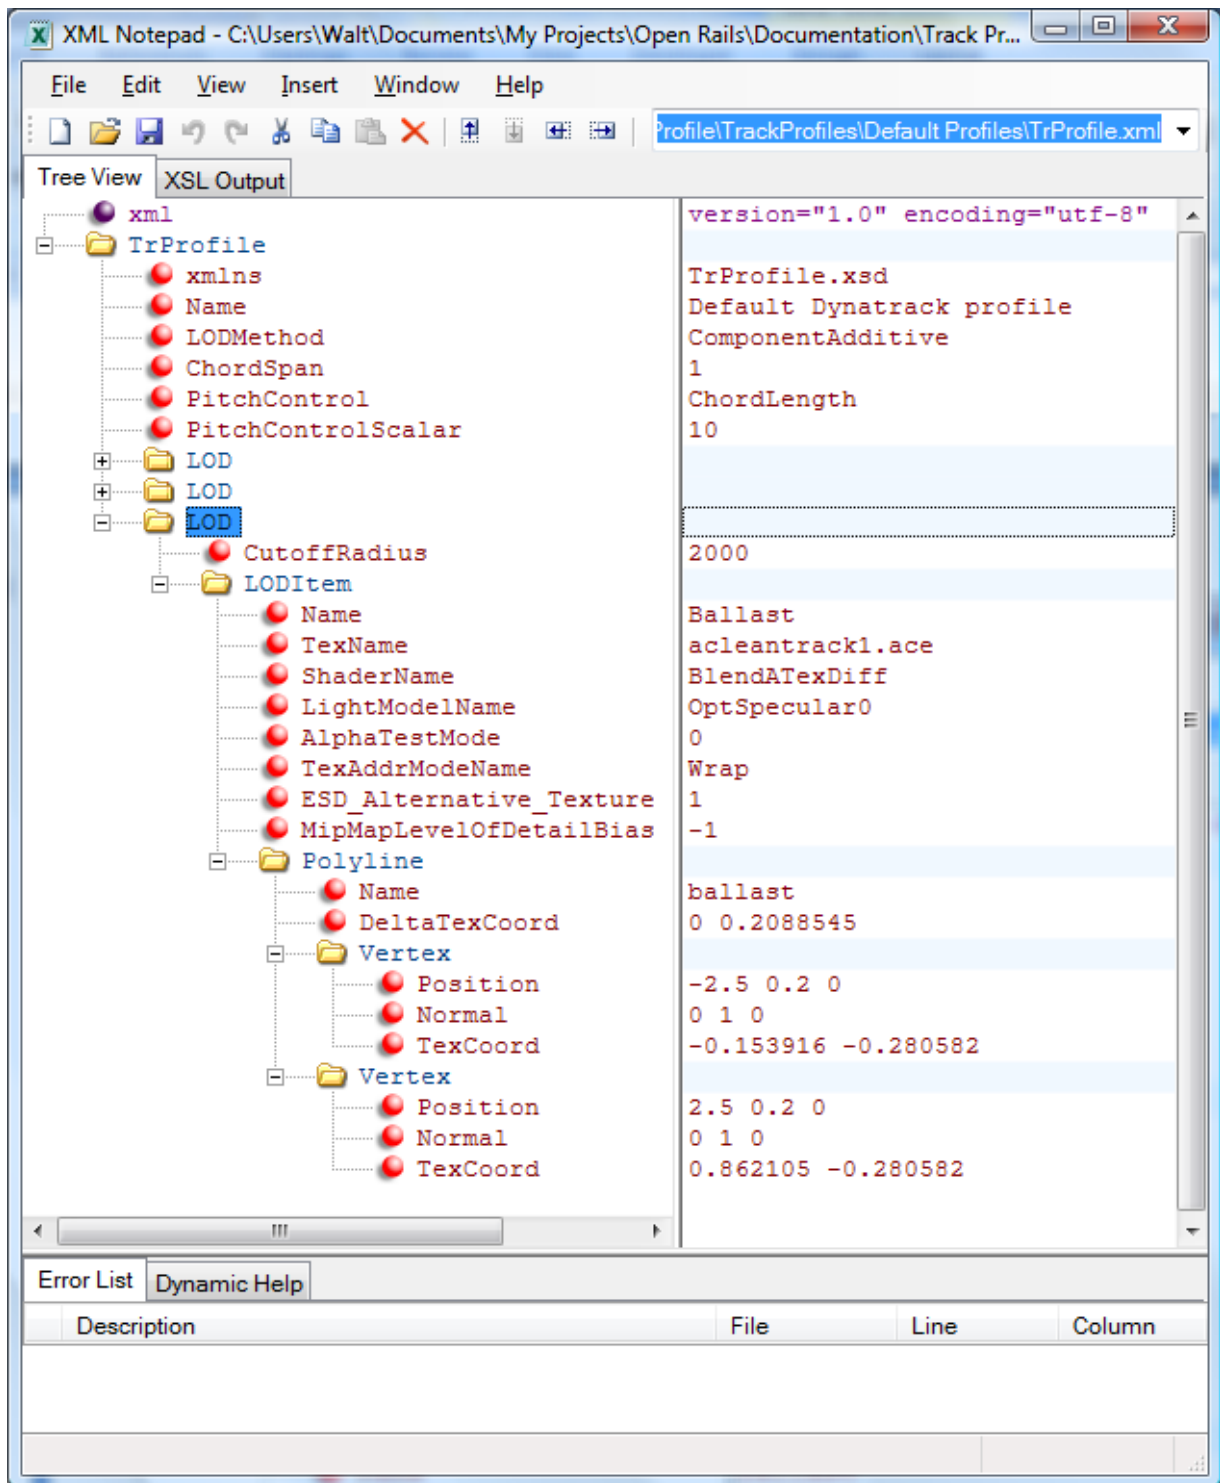 XML Notepad - C:\Users\Walt\Documents\My Projects\Open Rails\Documentation\Track Pr...
File Edit View Insert Window Help
Profile\TrackProfiles\Default Profiles\TrProfile.xml
Tree View XSL Output
xml version="1.0" encoding="utf-8"
TrProfile
xmlns TrProfile.xsd
Name Default Dynatrack profile
LODMethod ComponentAdditive
ChordSpan 1
PitchControl ChordLength
PitchControlScalar 10
LOD
LOD
LOD
CutoffRadius 2000
LODItem
Name Ballast
TexName acleantrack1.ace
ShaderName BlendATexDiff
LightModelName OptSpecular0
AlphaTestMode 0
TexAddrModeName Wrap
ESD_Alternative_Texture 1
MipMapLevelOfDetailBias -1
Polyline
Name ballast
DeltaTexCoord 0 0.2088545
Vertex
Position -2.5 0.2 0
Normal 0 1 0
TexCoord -0.153916 -0.280582
Vertex
Position 2.5 0.2 0
Normal 0 1 0
TexCoord 0.862105 -0.280582
Error List Dynamic Help
Description File Line Column